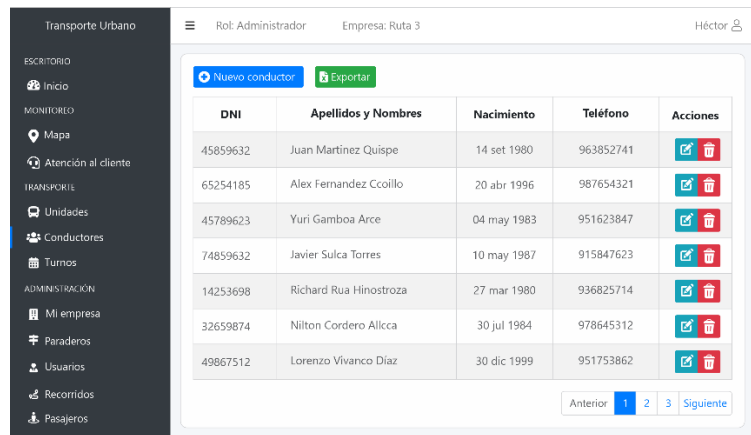 Transporte Urbano
Rol: Administrador Empresa: Ruta 3 Héctor
ESCRITORIO
Inicio
MONITOREO
Mapa
Atención al cliente
TRANSPORTE
Unidades
Conductores
Turnos
ADMINISTRACIÓN
Mi empresa
Paraderos
Usuarios
Recorridos
Pasajeros
Nuevo conductor Exportar
DNI Apellidos y Nombres Nacimiento Teléfono Acciones
45859632 Juan Martinez Quispe 14 set 1980 963852741
65254185 Alex Fernandez Ccoillo 20 abr 1996 987654321
45789623 Yuri Gamboa Arce 04 may 1983 951623847
74859632 Javier Sulca Torres 10 may 1987 915847623
14253698 Richard Rua Hinostroza 27 mar 1980 936825714
32659874 Nilton Cordero Allcca 30 jul 1984 978645312
49867512 Lorenzo Vivanco Díaz 30 dic 1999 951753862
Anterior 1 2 3 Siguiente